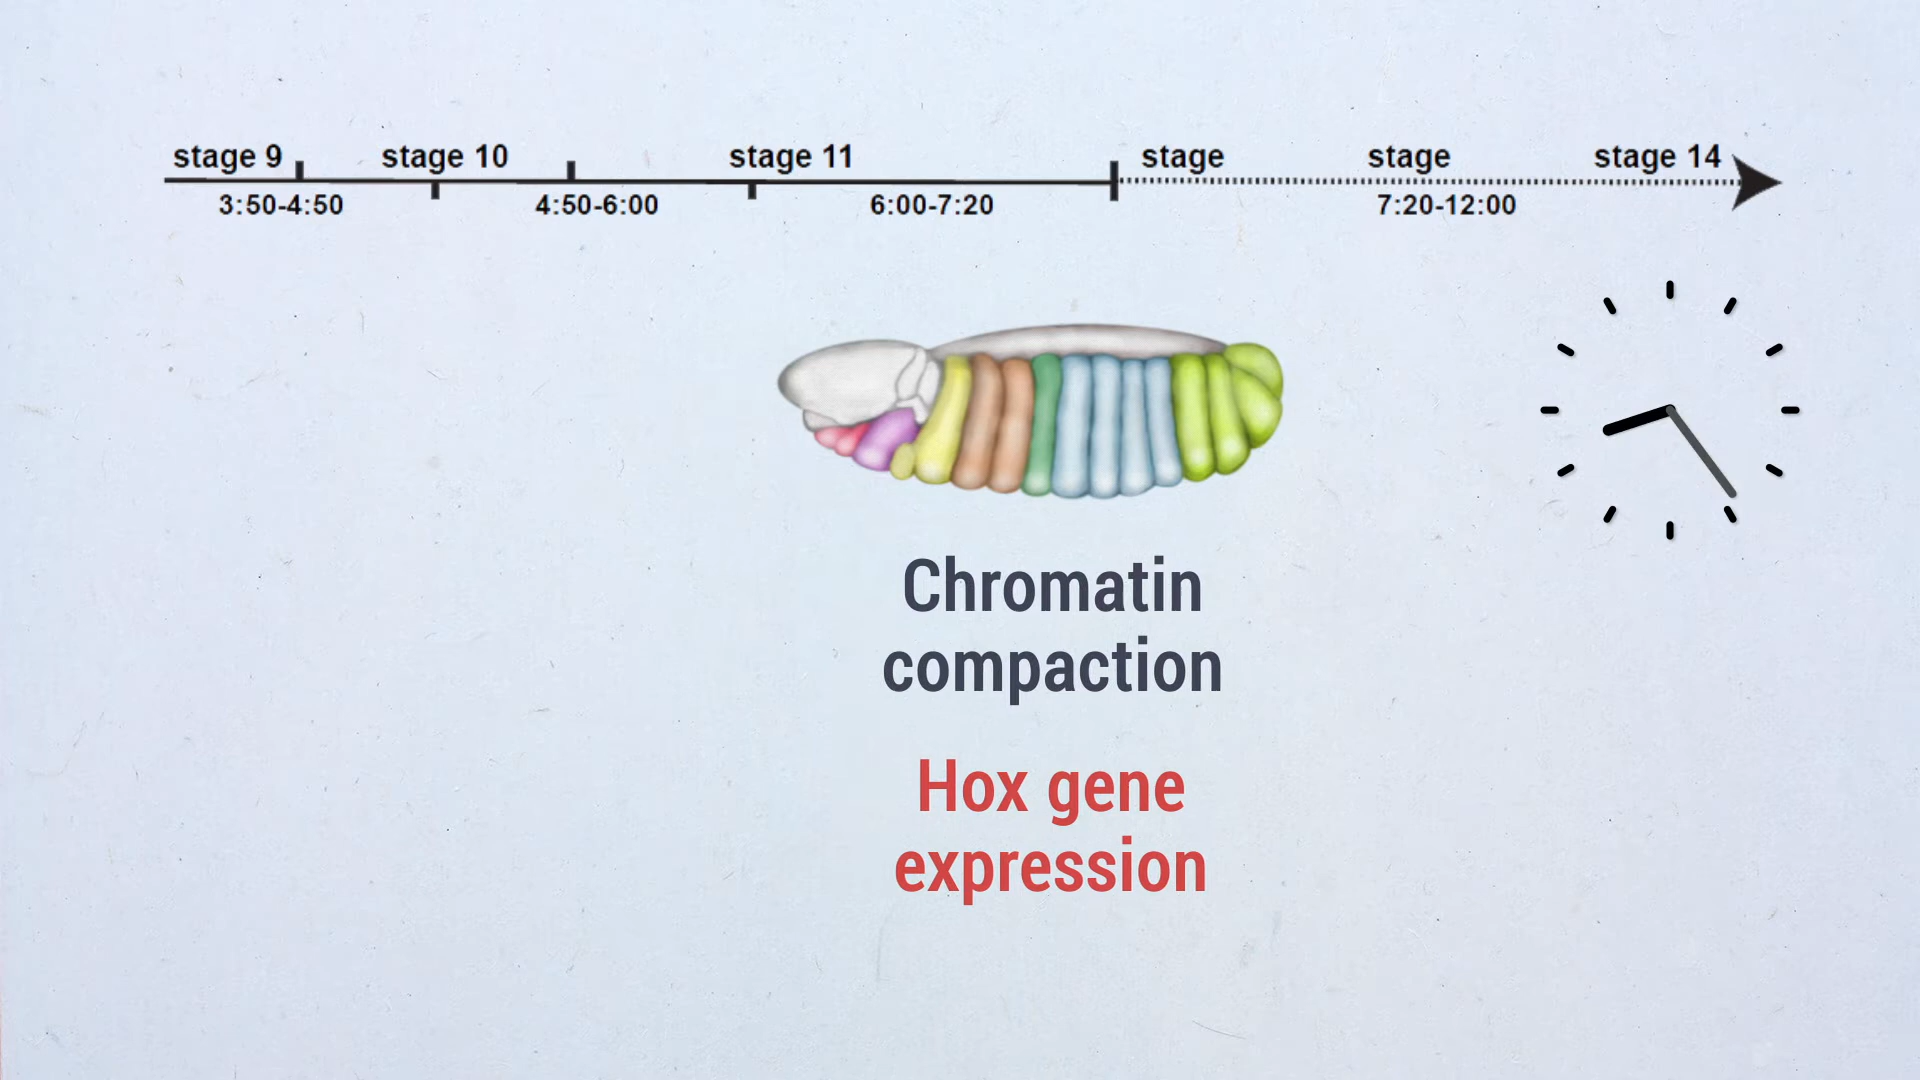 stage 9 stage 10 stage 11 stage stage stage 14
3:50-4:50 4:50-6:00 6:00-7:20 7:20-12:00
Chromatin
compaction
Hox gene
expression